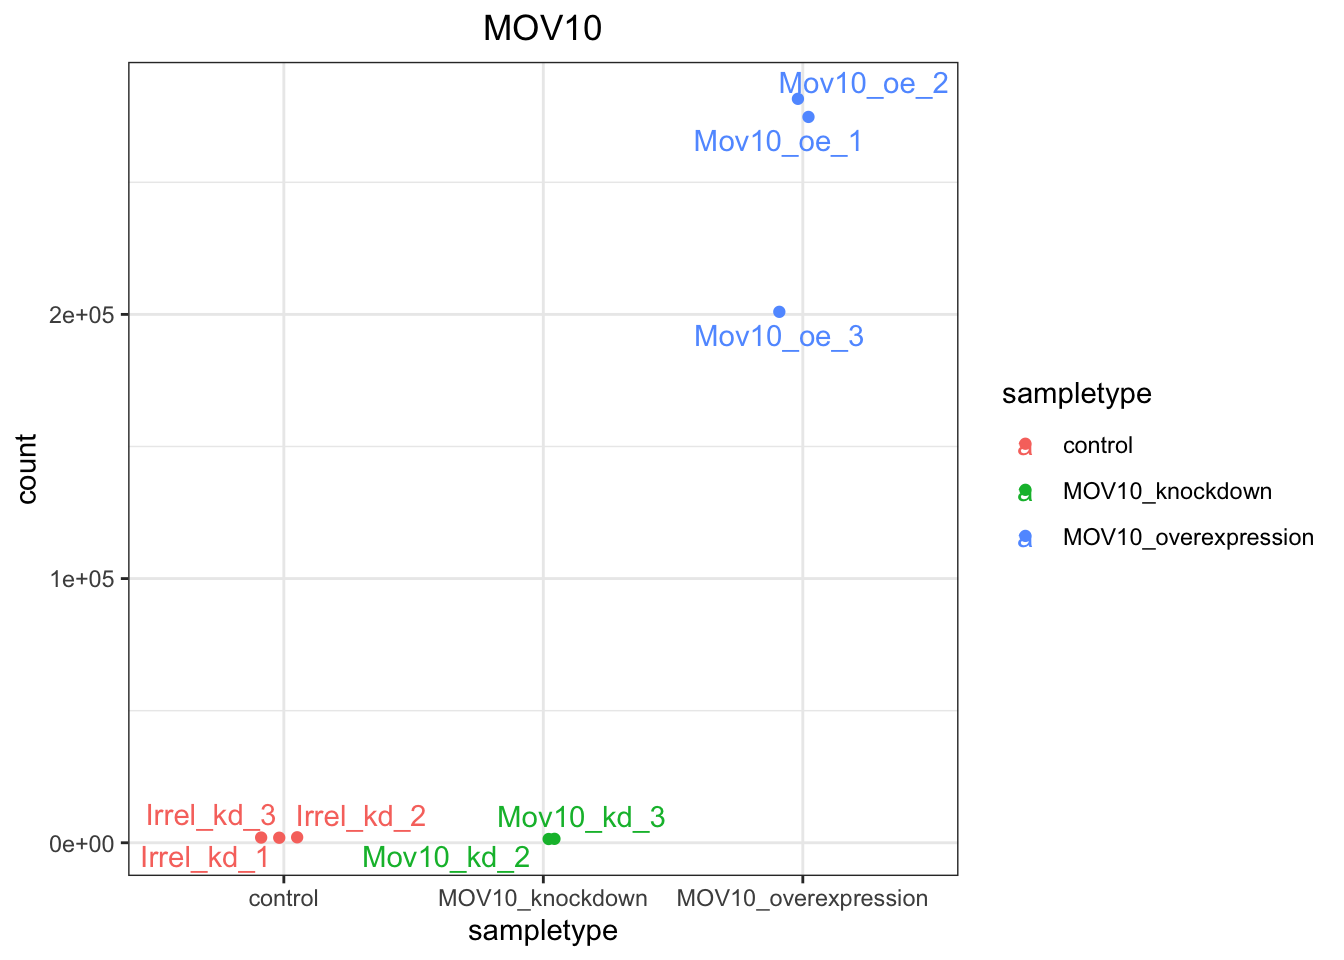 MOV10
Mov10_oe_2
Mov10_oe_1
2e+05
Mov10_oe_3
count
1e+05
0e+00
Irrel_kd_3 Irrel_kd_2
Irrel_kd_1
Mov10_kd_3
Mov10_kd_2
control MOV10_knockdown MOV10_overexpression
sampletype
sampletype
a control
a MOV10_knockdown
a MOV10_overexpression